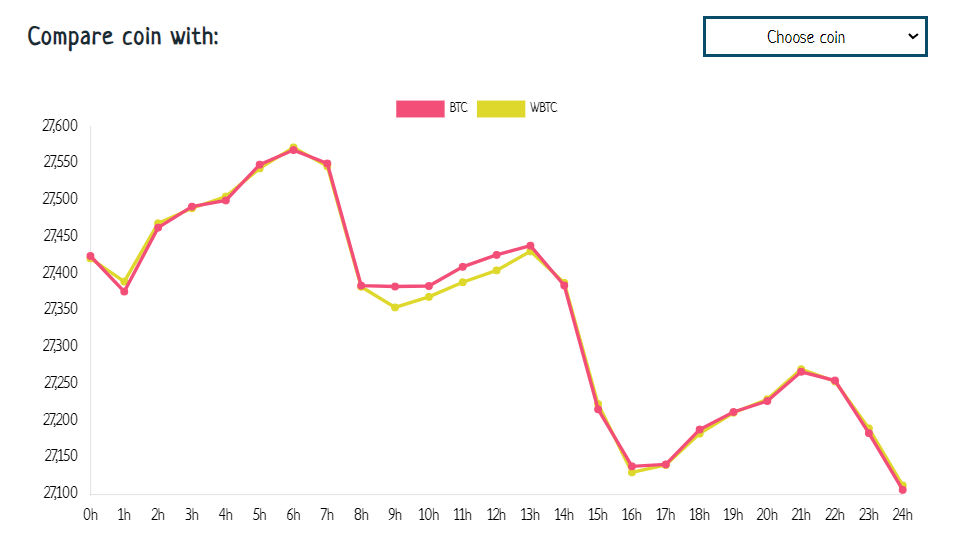 Compare coin with:
Choose coin
BTC WBTC
27,600
27,550
27,500
27,450
27,400
27,350
27,300
27,250
27,200
27,150
27,100
0h 1h 2h 3h 4h 5h 6h 7h 8h 9h 10h 11h 12h 13h 14h 15h 16h 17h 18h 19h 20h 21h 22h 23h 24h